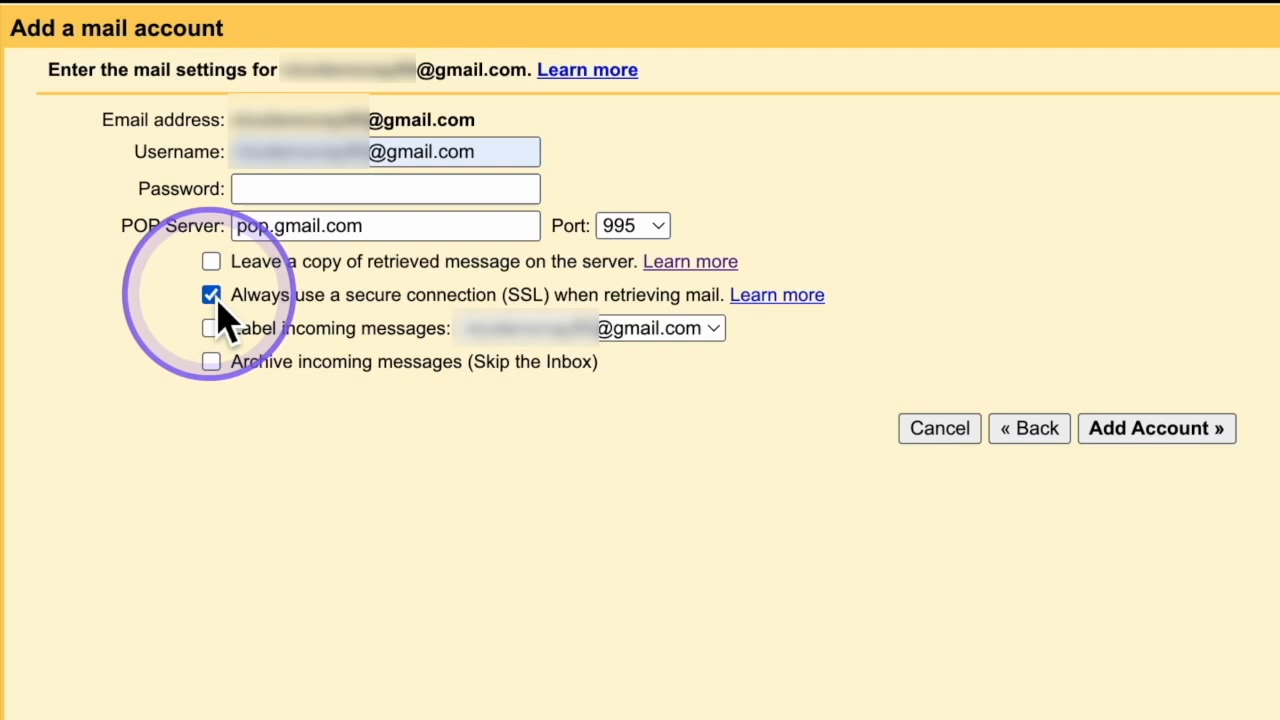 Add a mail account
Enter the mail settings for @gmail.com. Learn more
Email address: @gmail.com
Username: @gmail.com
Password:
POP Server: pop.gmail.com Port: 995
Leave a copy of retrieved message on the server. Learn more
Always use a secure connection (SSL) when retrieving mail. Learn more
Label incoming messages: @gmail.com
Archive incoming messages (Skip the Inbox)
Cancel « Back Add Account »